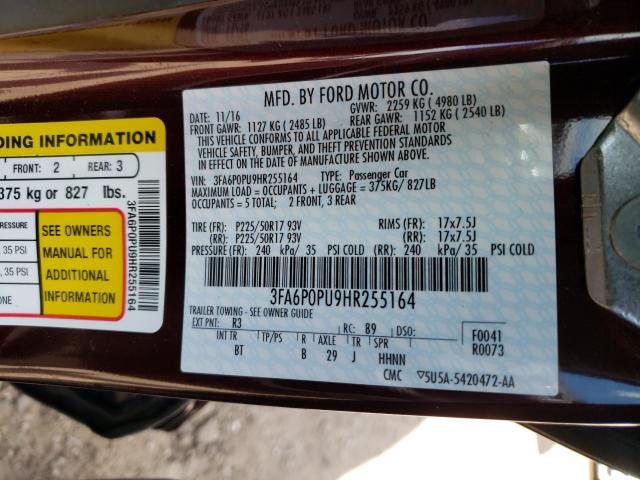 MFD. BY FORD MOTOR CO.
DATE: 11/16 GVWR: 2259 KG ( 4980 LB)
FRONT GAWR: 1127 KG ( 2485 LB) REAR GAWR: 1152 KG ( 2540 LB)
THIS VEHICLE CONFORMS TO ALL APPLICABLE FEDERAL MOTOR
VEHICLE SAFETY, BUMPER, AND THEFT PREVENTION STANDARDS
IN EFFECT ON THE DATE OF MANUFACTURE SHOWN ABOVE.
VIN: 3FA6P0PU9HR255164 TYPE: Passenger Car
MAXIMUM LOAD = OCCUPANTS + LUGGAGE = 375KG/ 827LB
OCCUPANTS = 5 TOTAL; 2 FRONT, 3 REAR
TIRE (FR): P225/50R17 93V RIMS (FR): 17x7.5J
(RR): P225/50R17 93V (RR): 17x7.5J
PRESSURE (FR): 240 kPa/ 35 PSI COLD (RR): 240 kPa/ 35 PSI COLD
3FA6P0PU9HR255164
TRAILER TOWING - SEE OWNER GUIDE
EXT PNT: R3 RC: 89 DSO: F0041
R0073
INT TR TP/PS R AXLE TR SPR
BT B 29 J HHNN
CMC 5U5A-5420472-AA
DING INFORMATION
FRONT: 2 REAR: 3
375 kg or 827 lbs.
3FA6P0PU9HR255164
PRESSURE
, 35 PSI
, 35 PSI
SEE OWNERS
MANUAL FOR
ADDITIONAL
INFORMATION